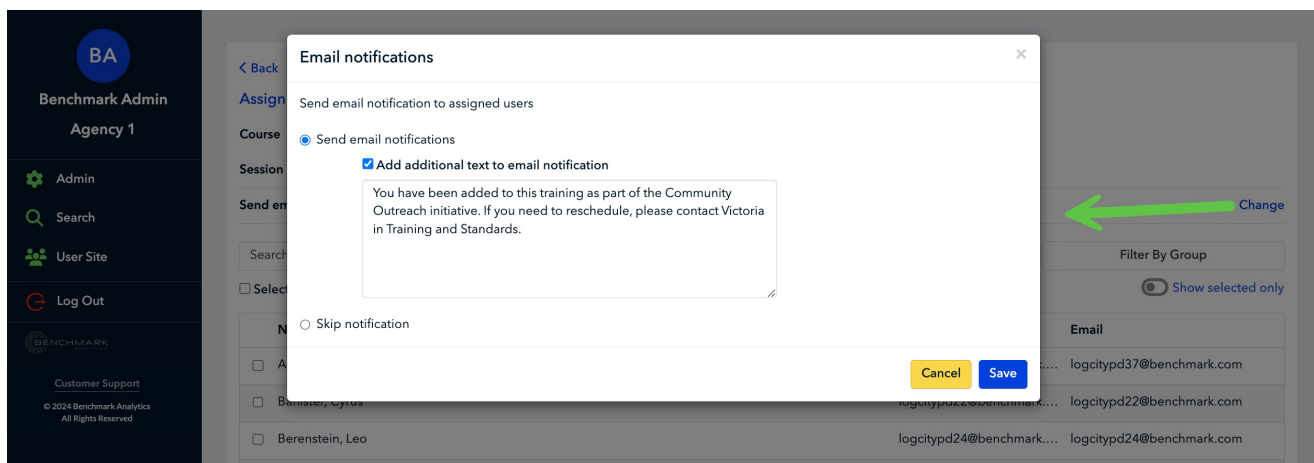 BA
Benchmark Admin
Agency 1
Admin
Search
User Site
Log Out
BENCHMARK
Customer Support
© 2024 Benchmark Analytics
All Rights Reserved
Back
Assign
Course
Session
Send em
Change
Search
Filter By Group
Select
Show selected only
Email
logcitypd37@benchmark.com
Banister, Cyrus
logcitypd22@benchmark.... logcitypd22@benchmark.com
Berenstein, Leo
logcitypd24@benchmark.... logcitypd24@benchmark.com
Email notifications
×
Send email notification to assigned users
Send email notifications
Add additional text to email notification
You have been added to this training as part of the Community
Outreach initiative. If you need to reschedule, please contact Victoria
in Training and Standards.
Skip notification
Cancel
Save